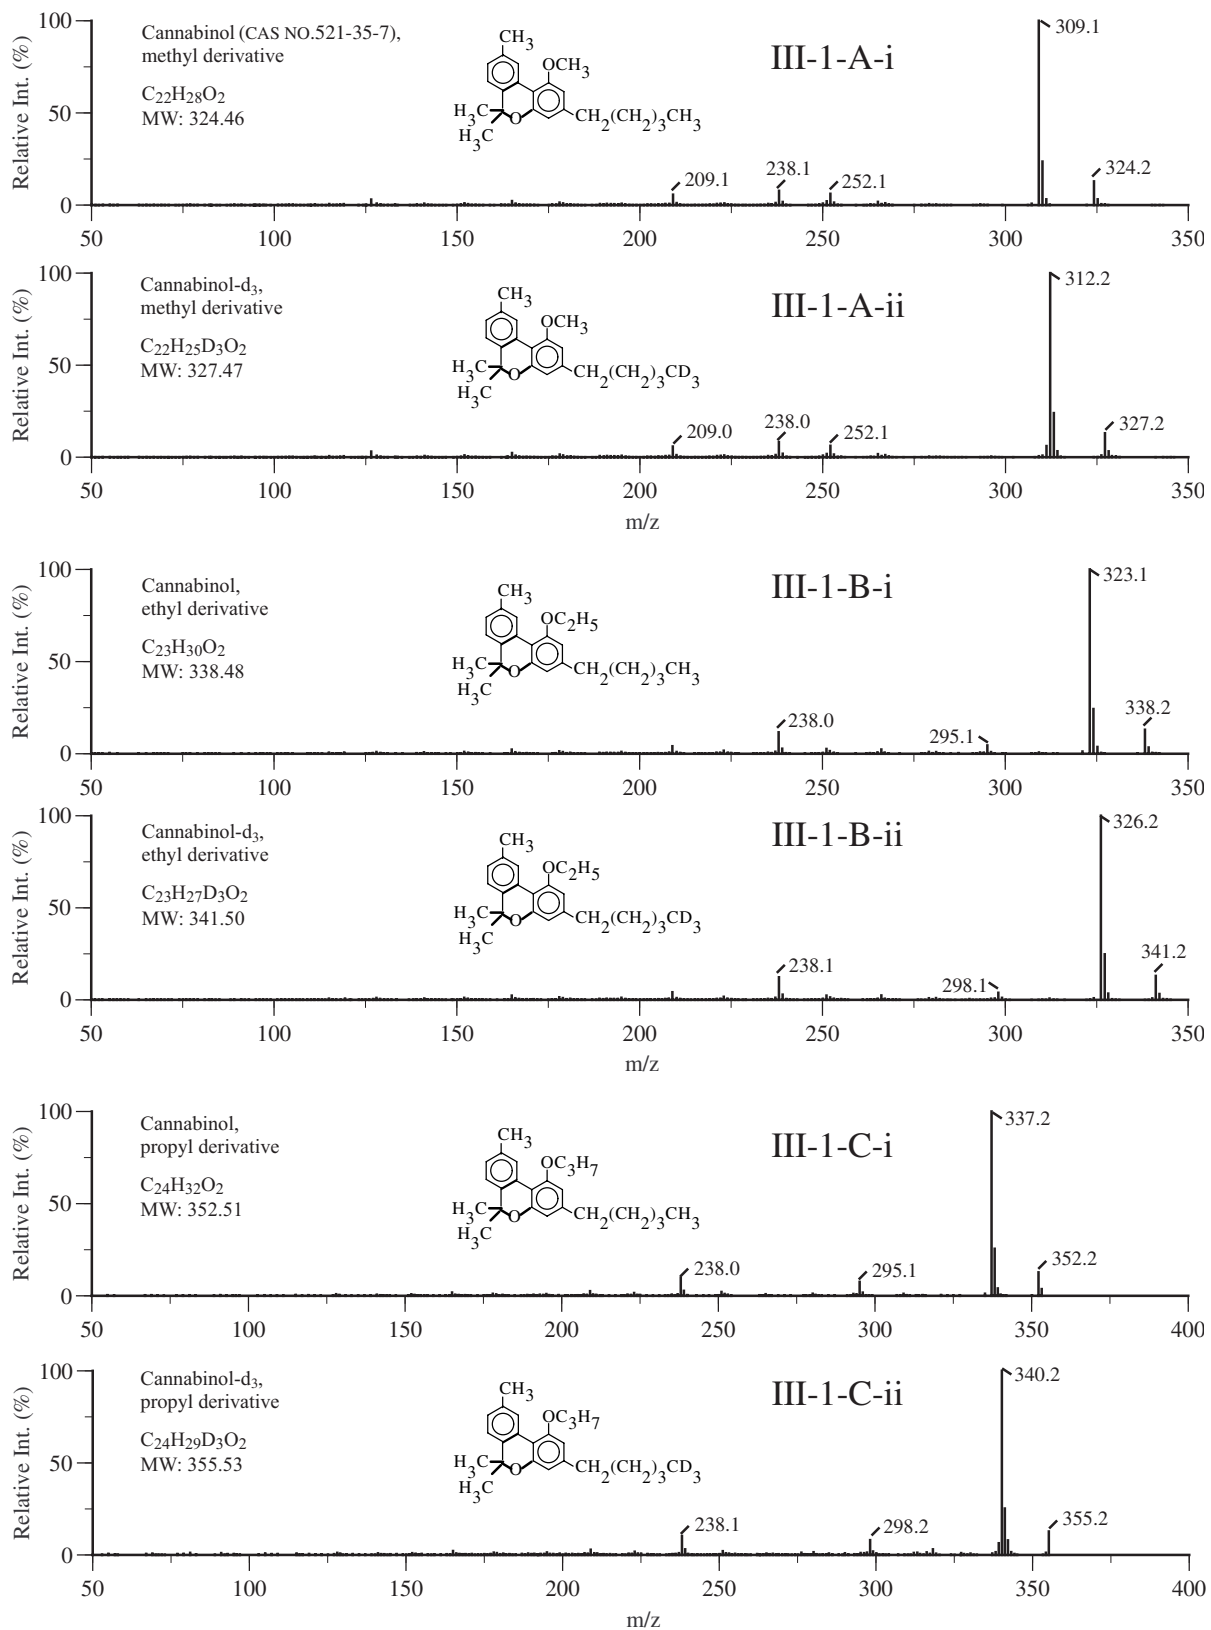 Cannabinol (CAS NO.521-35-7),
methyl derivative
C22H28O2
MW: 324.46
III-1-A-i
CH3
OCH3
H3C
O
H3C
CH2(CH2)3CH3
309.1
324.2
209.1
238.1
252.1
Relative Int. (%)
100
50
0
50 100 150 200 250 300 350
Cannabinol-d3,
methyl derivative
C22H25D3O2
MW: 327.47
III-1-A-ii
CH3
OCH3
H3C
O
H3C
CH2(CH2)3CD3
312.2
327.2
209.0
238.0
252.1
Relative Int. (%)
100
50
0
50 100 150 200 250 300 350
m/z
Cannabinol,
ethyl derivative
C23H30O2
MW: 338.48
III-1-B-i
CH3
OC2H5
H3C
O
H3C
CH2(CH2)3CH3
323.1
338.2
238.0
295.1
Relative Int. (%)
100
50
0
50 100 150 200 250 300 350
Cannabinol-d3,
ethyl derivative
C23H27D3O2
MW: 341.50
III-1-B-ii
CH3
OC2H5
H3C
O
H3C
CH2(CH2)3CD3
326.2
341.2
238.1
298.1
Relative Int. (%)
100
50
0
50 100 150 200 250 300 350
m/z
Cannabinol,
propyl derivative
C24H32O2
MW: 352.51
III-1-C-i
CH3
OC3H7
H3C
O
H3C
CH2(CH2)3CH3
337.2
352.2
238.0
295.1
Relative Int. (%)
100
50
0
50 100 150 200 250 300 350 400
Cannabinol-d3,
propyl derivative
C24H29D3O2
MW: 355.53
III-1-C-ii
CH3
OC3H7
H3C
O
H3C
CH2(CH2)3CD3
340.2
355.2
238.1
298.2
Relative Int. (%)
100
50
0
50 100 150 200 250 300 350 400
m/z